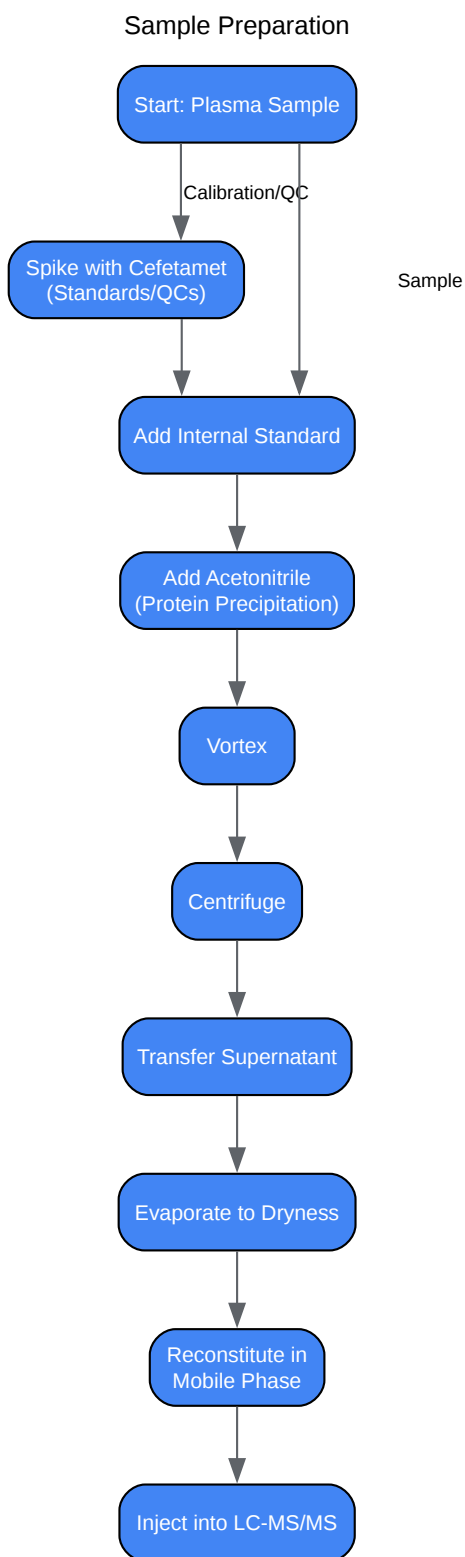 Sample Preparation
Start: Plasma Sample
Calibration/QC
Spike with Cefetamet
(Standards/QCs)
Sample
Add Internal Standard
Add Acetonitrile
(Protein Precipitation)
Vortex
Centrifuge
Transfer Supernatant
Evaporate to Dryness
Reconstitute in
Mobile Phase
Inject into LC-MS/MS